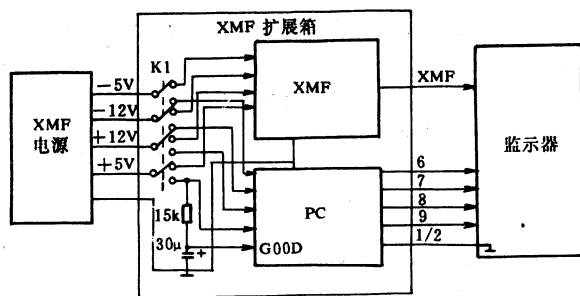 XMF 扩展箱
XMF
电源
−5V
−12V
+12V
+5V
K1
XMF
XMF
监示器
PC
15k
30μ
+
G00D
6
7
8
9
1/2